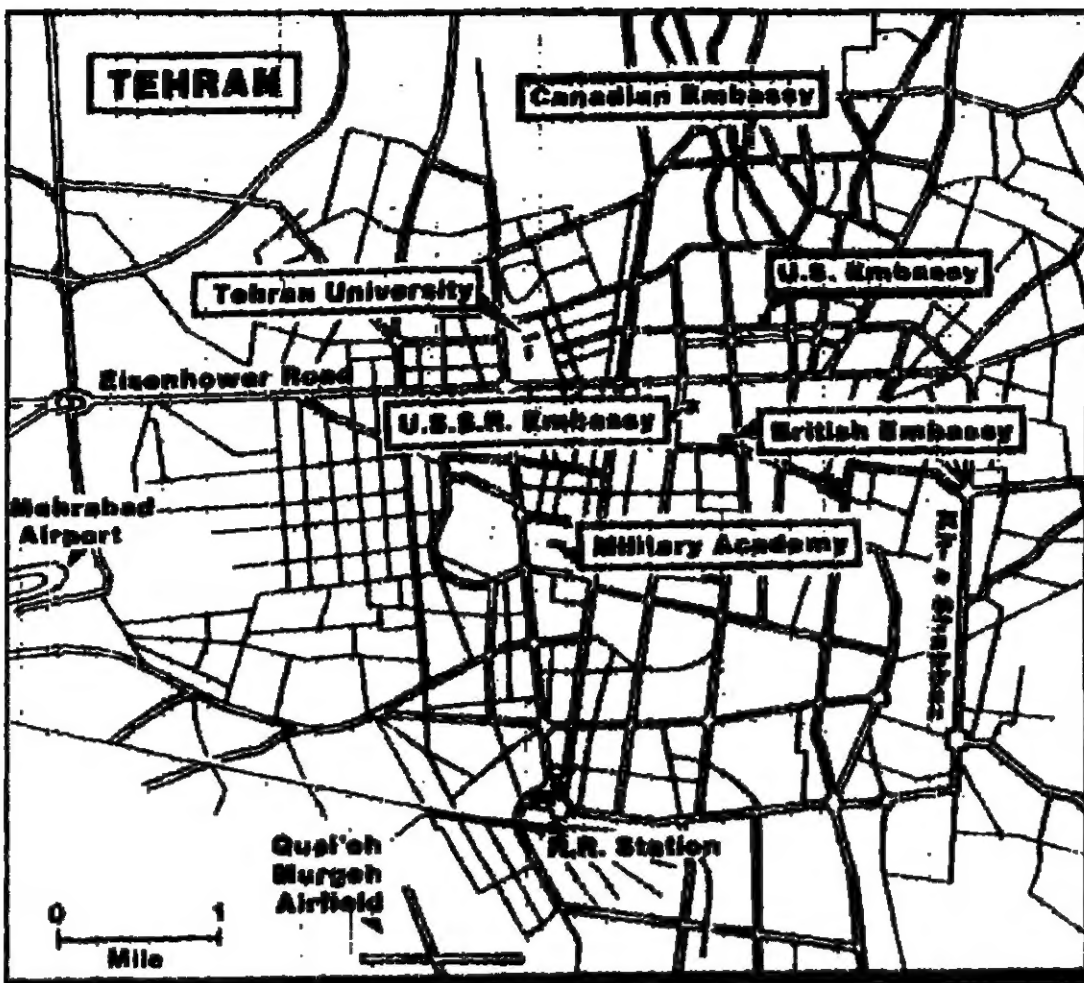 TEHRAN
Canadian Embassy
U.S. Embassy
Tehran University
Eisenhower Road
U.S.S.R. Embassy
British Embassy
Mehrabad
Airport
Military Academy
Shahbaz
Qual'eh
Murgeh
Airfield
R.R. Station
0 1
Mile